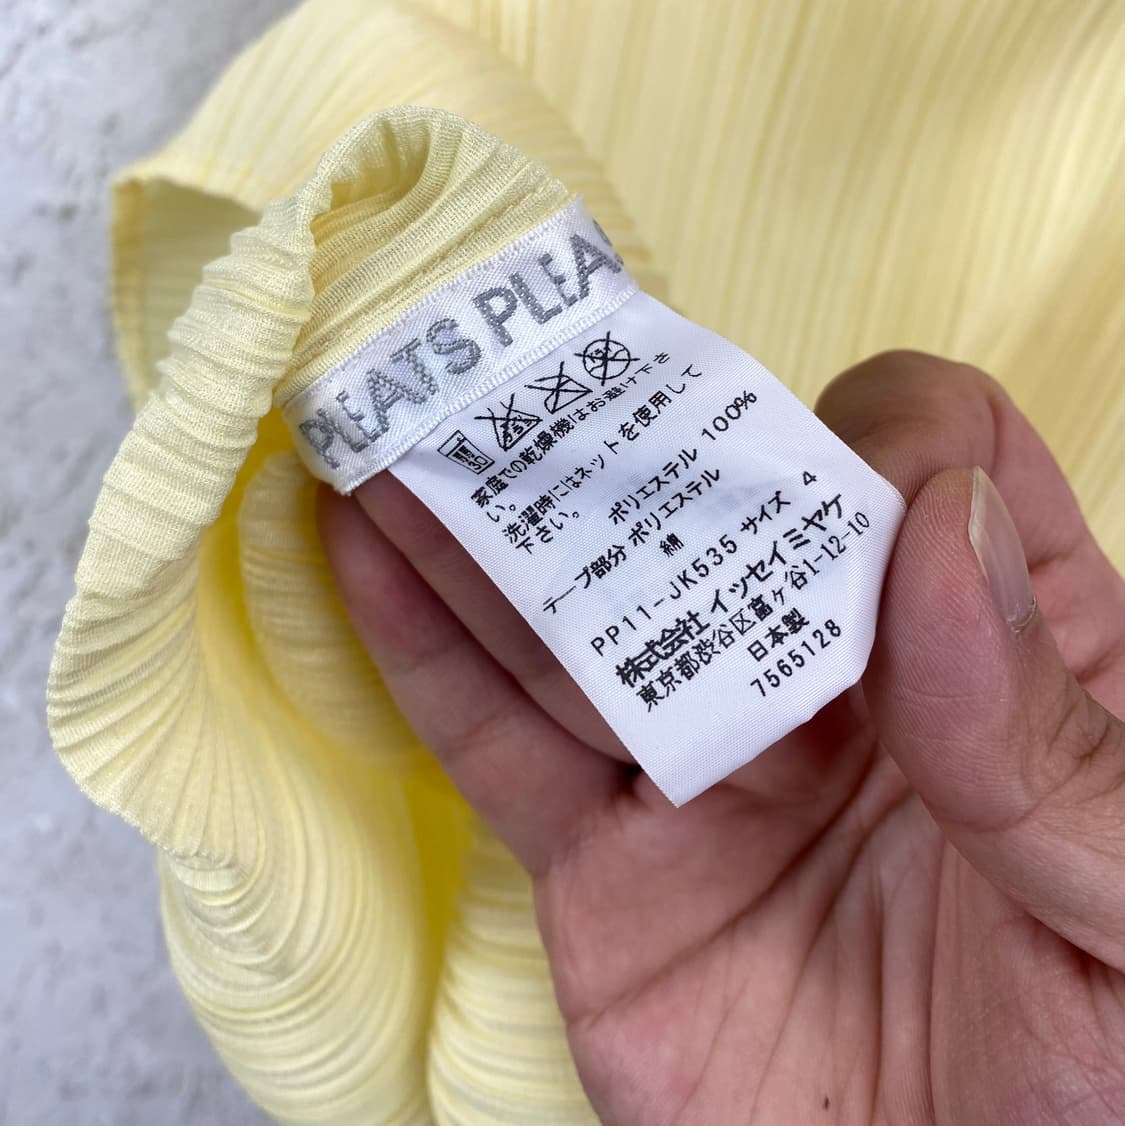 PLEATS PLEAS
家庭での乾燥機はお避け下さ
い。
洗濯時にはネットを使用して
下さい。
ポリエステル 100%
テープ部分 ポリエステル
綿
PP11-JK535 サイズ 4
株式会社 イッセイミヤケ
東京都渋谷区富ヶ谷1-12-10
日本製
7565128